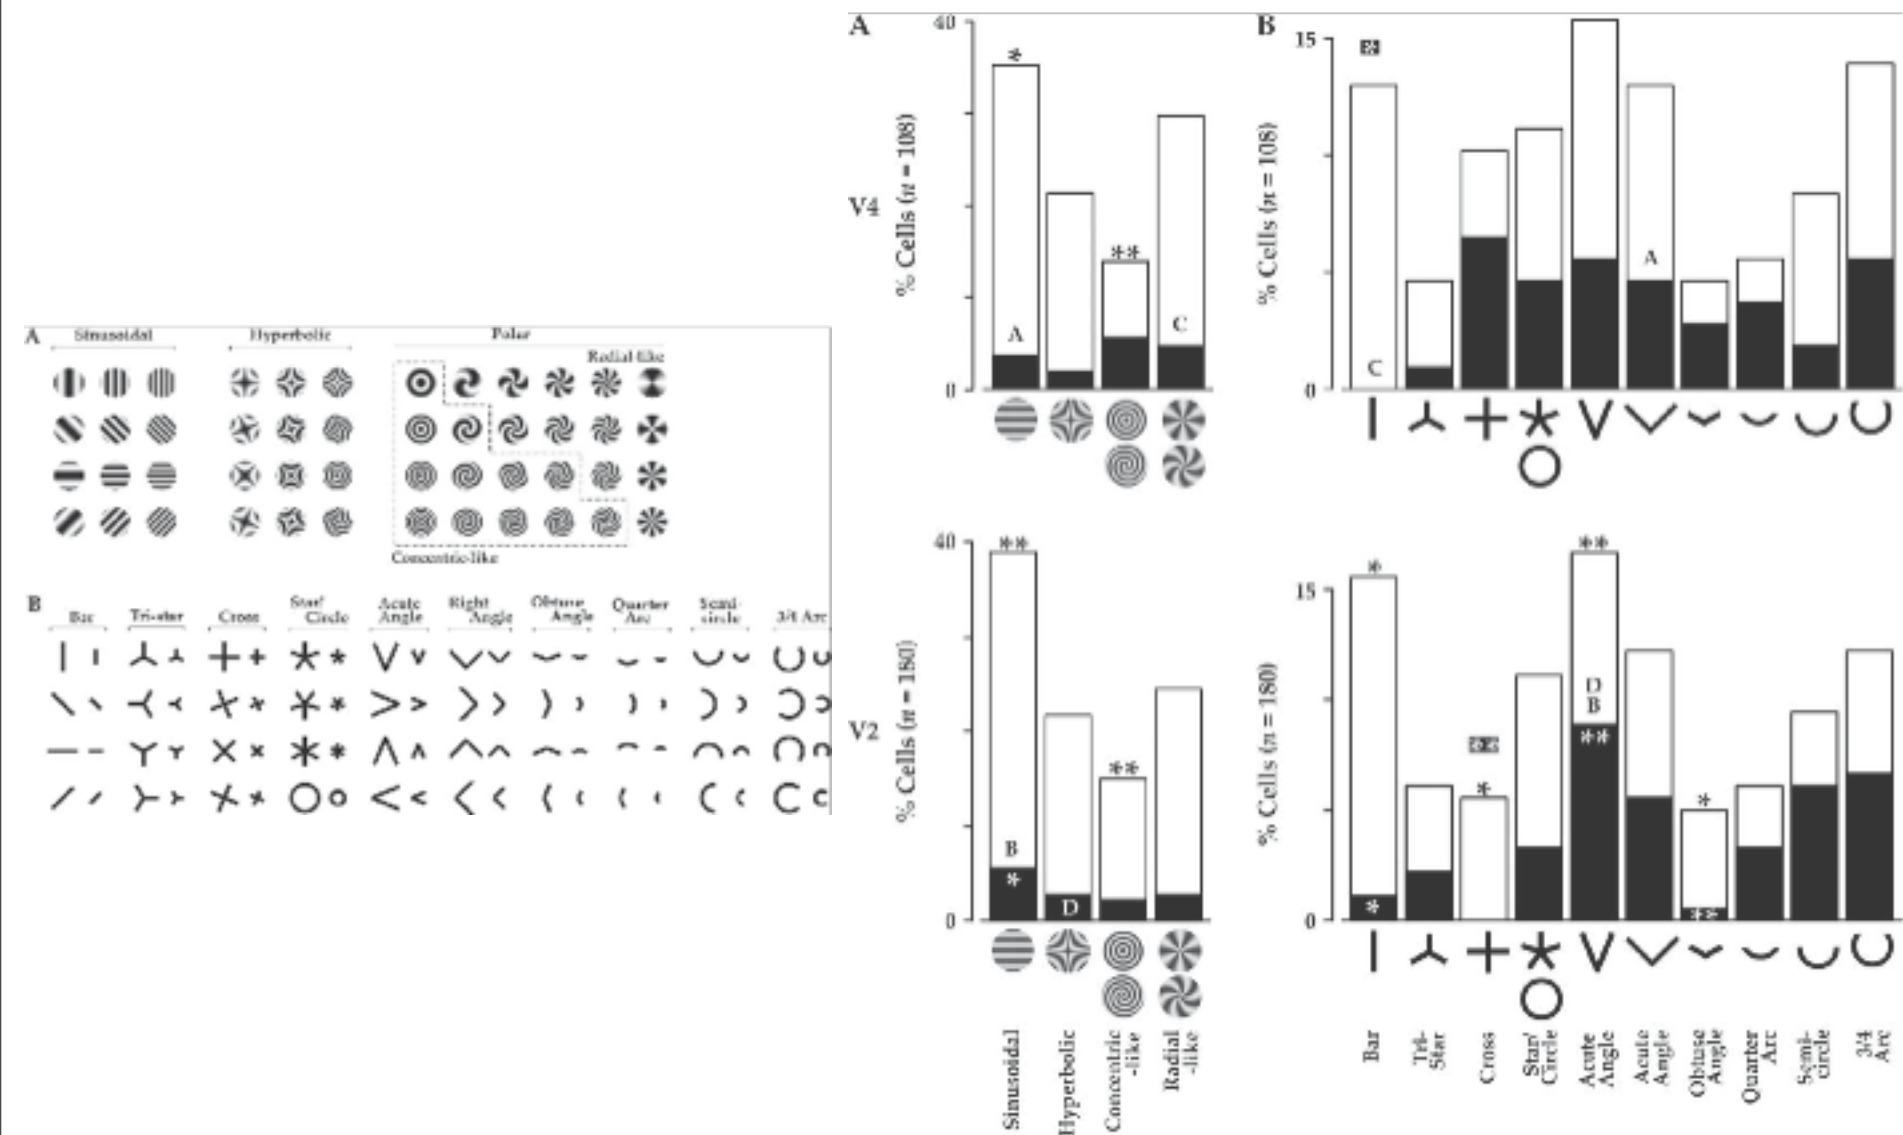 A
Sinusoidal Hyperbolic Polar
Radial-like
Concentric-like
B
Bar Tri-star Cross Star/ Circle Acute Angle Right Angle Obtuse Angle Quarter Arc Semi-circle 3/4 Arc
A
V4
% Cells (n = 108)
40
0
*
A
**
C
B
% Cells (n = 108)
15
0
*
C
A
V2
% Cells (n = 180)
40
0
**
B
*
D
**
Sinusoidal
Hyperbolic
Concentric
-like
Radial
-like
% Cells (n = 180)
15
0
*
*
*
**
D
B
**
*
**
Bar
Tri-
Star
Cross
Star/
Circle
Acute
Angle
Acute
Angle
Obtuse
Angle
Quarter
Arc
Semi-
circle
3/4
Arc